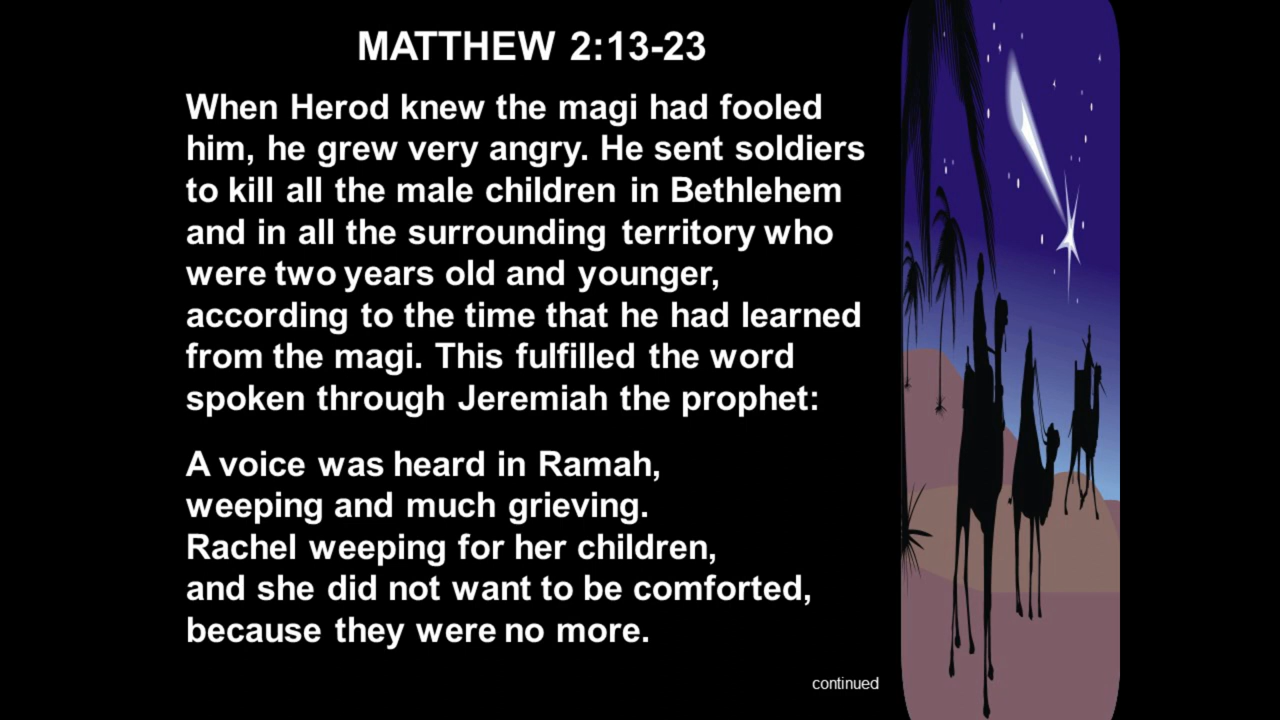 MATTHEW 2:13-23
When Herod knew the magi had fooled
him, he grew very angry. He sent soldiers
to kill all the male children in Bethlehem
and in all the surrounding territory who
were two years old and younger,
according to the time that he had learned
from the magi. This fulfilled the word
spoken through Jeremiah the prophet:
A voice was heard in Ramah,
weeping and much grieving.
Rachel weeping for her children,
and she did not want to be comforted,
because they were no more.
continued